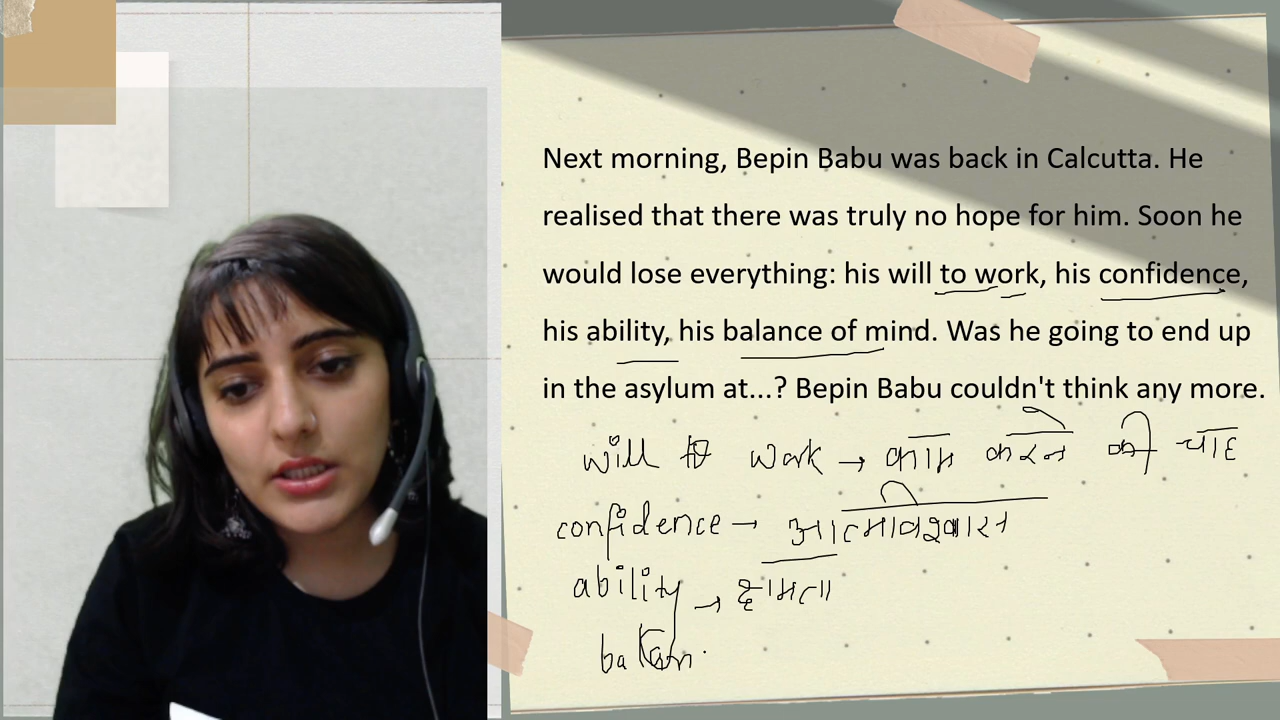 Next morning, Bepin Babu was back in Calcutta. He
realised that there was truly no hope for him. Soon he
would lose everything: his will to work, his confidence,
his ability, his balance of mind. Was he going to end up
in the asylum at...? Bepin Babu couldn't think any more.
will to work → काम करने की चाह
confidence → आत्मविश्वास
ability → क्षमता